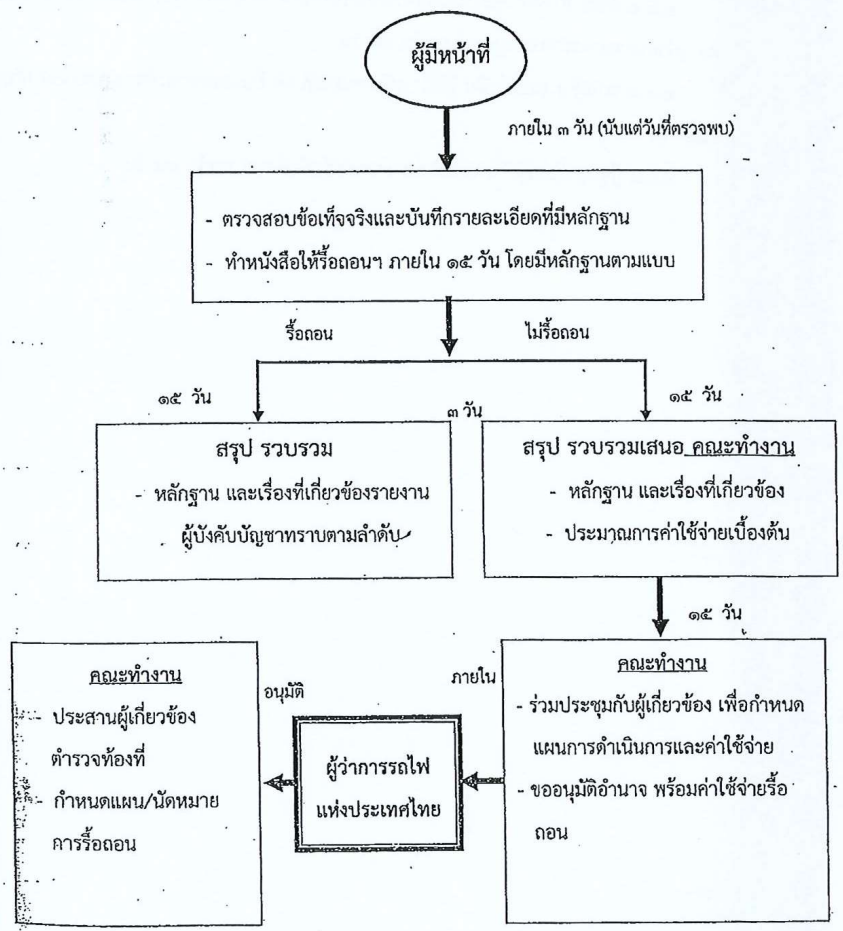 ผู้มีหน้าที่
ภายใน ๓ วัน (นับแต่วันที่ตรวจพบ)
- ตรวจสอบข้อเท็จจริงและบันทึกรายละเอียดที่มีหลักฐาน
- ทำหนังสือให้รื้อถอนฯ ภายใน ๑๕ วัน โดยมีหลักฐานตามแบบ
รื้อถอน
ไม่รื้อถอน
๑๕ วัน
๓ วัน
๑๕ วัน
สรุป รวบรวม
- หลักฐาน และเรื่องที่เกี่ยวข้องรายงาน
ผู้บังคับบัญชาทราบตามลำดับ
สรุป รวบรวมเสนอ คณะทำงาน
- หลักฐาน และเรื่องที่เกี่ยวข้อง
- ประมาณการค่าใช้จ่ายเบื้องต้น
๑๕ วัน
คณะทำงาน
- ร่วมประชุมกับผู้เกี่ยวข้อง เพื่อกำหนด
แผนการดำเนินการและค่าใช้จ่าย
- ขออนุมัติอำนาจ พร้อมค่าใช้จ่ายรื้อ
ถอน
ภายใน
ผู้ว่าการรถไฟ
แห่งประเทศไทย
อนุมัติ
คณะทำงาน
- ประสานผู้เกี่ยวข้อง
ตำรวจท้องที่
- กำหนดแผน/นัดหมาย
การรื้อถอน